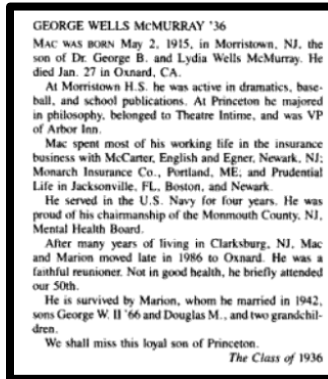 GEORGE WELLS McMURRAY '36
MAC WAS BORN May 2, 1915, in Morristown, NJ, the
son of Dr. George B. and Lydia Wells McMurray. He
died Jan. 27 in Oxnard, CA.
At Morristown H.S. he was active in dramatics, base-
ball, and school publications. At Princeton he majored
in philosophy, belonged to Theatre Intime, and was VP
of Arbor Inn.
Mac spent most of his working life in the insurance
business with McCarter, English and Egner, Newark, NJ;
Monarch Insurance Co., Portland, ME; and Prudential
Life in Jacksonville, FL, Boston, and Newark.
He served in the U.S. Navy for four years. He was
proud of his chairmanship of the Monmouth County, NJ,
Mental Health Board.
After many years of living in Clarksburg, NJ, Mac
and Marion moved late in 1986 to Oxnard. He was a
faithful reunioner. Not in good health, he briefly attended
our 50th.
He is survived by Marion, whom he married in 1942,
sons George W. II '66 and Douglas M., and two grandchil-
dren.
We shall miss this loyal son of Princeton.
The Class of 1936